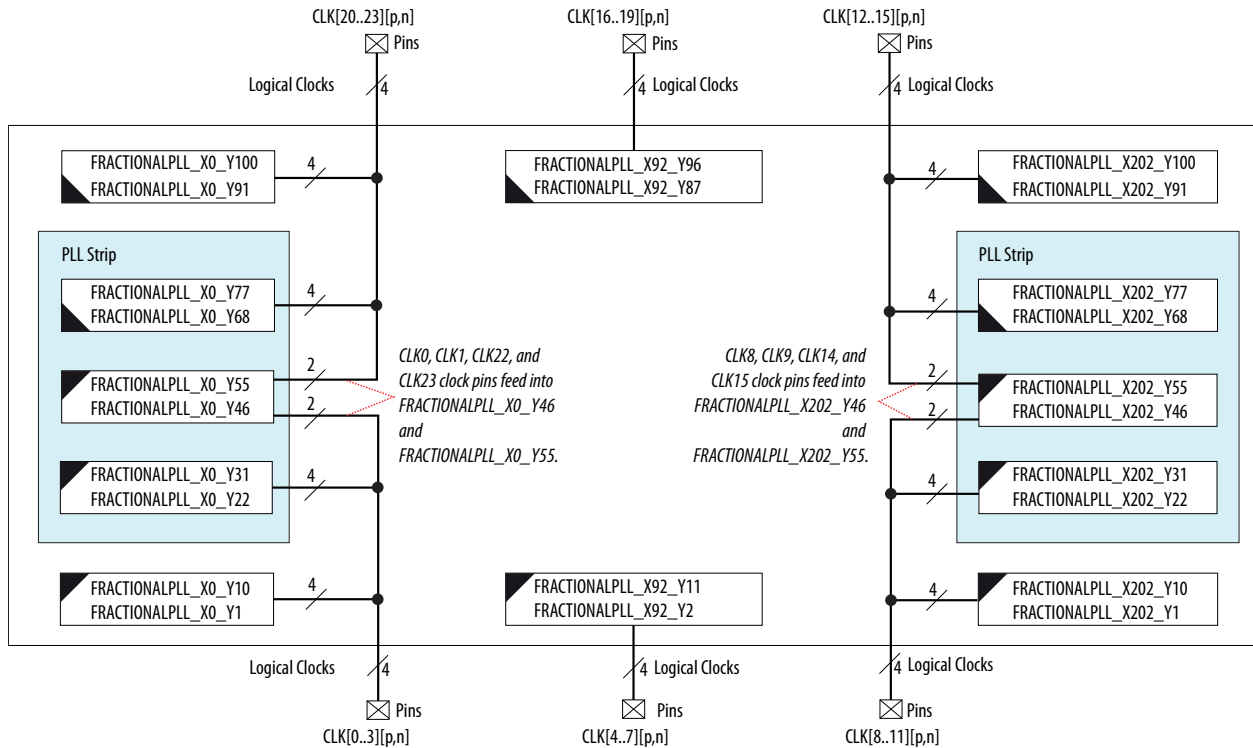 CLK[20..23][p,n]
CLK[16..19][p,n]
CLK[12..15][p,n]
Pins
Pins
Pins
Logical Clocks
4
4
Logical Clocks
4
Logical Clocks
FRACTIONALPLL_X0_Y100
FRACTIONALPLL_X0_Y91
4
FRACTIONALPLL_X92_Y96
FRACTIONALPLL_X92_Y87
4
FRACTIONALPLL_X202_Y100
FRACTIONALPLL_X202_Y91
PLL Strip
PLL Strip
FRACTIONALPLL_X0_Y77
FRACTIONALPLL_X0_Y68
4
4
FRACTIONALPLL_X202_Y77
FRACTIONALPLL_X202_Y68
FRACTIONALPLL_X0_Y55
FRACTIONALPLL_X0_Y46
2
2
CLK0, CLK1, CLK22, and
CLK23 clock pins feed into
FRACTIONALPLL_X0_Y46
and
FRACTIONALPLL_X0_Y55.
CLK8, CLK9, CLK14, and
CLK15 clock pins feed into
FRACTIONALPLL_X202_Y46
and
FRACTIONALPLL_X202_Y55.
2
2
FRACTIONALPLL_X202_Y55
FRACTIONALPLL_X202_Y46
FRACTIONALPLL_X0_Y31
FRACTIONALPLL_X0_Y22
4
4
FRACTIONALPLL_X202_Y31
FRACTIONALPLL_X202_Y22
FRACTIONALPLL_X0_Y10
FRACTIONALPLL_X0_Y1
4
FRACTIONALPLL_X92_Y11
FRACTIONALPLL_X92_Y2
4
FRACTIONALPLL_X202_Y10
FRACTIONALPLL_X202_Y1
Logical Clocks
4
4
Logical Clocks
4
Logical Clocks
Pins
Pins
Pins
CLK[0..3][p,n]
CLK[4..7][p,n]
CLK[8..11][p,n]